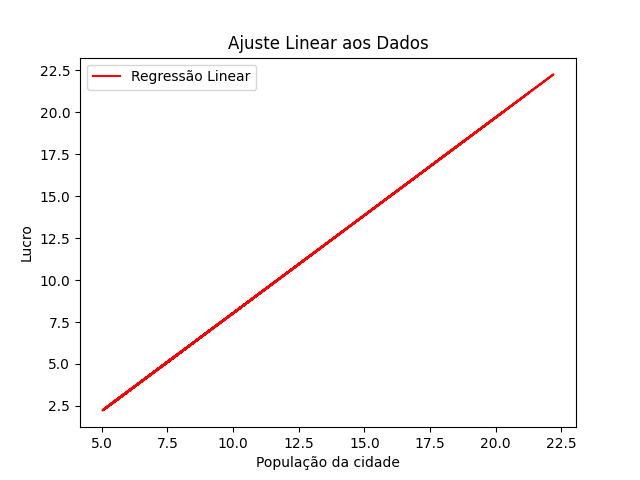 Ajuste Linear aos Dados
Regressão Linear
22.5
20.0
17.5
15.0
12.5
10.0
7.5
5.0
2.5
Lucro
5.0 7.5 10.0 12.5 15.0 17.5 20.0 22.5
População da cidade